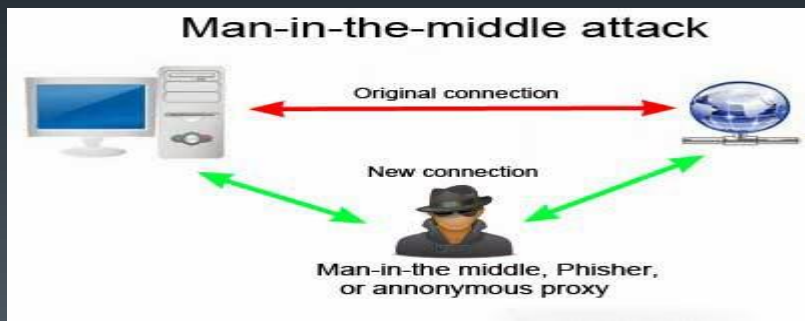 Man-in-the-middle attack
Original connection
New connection
Man-in-the middle, Phisher,
or annonymous proxy